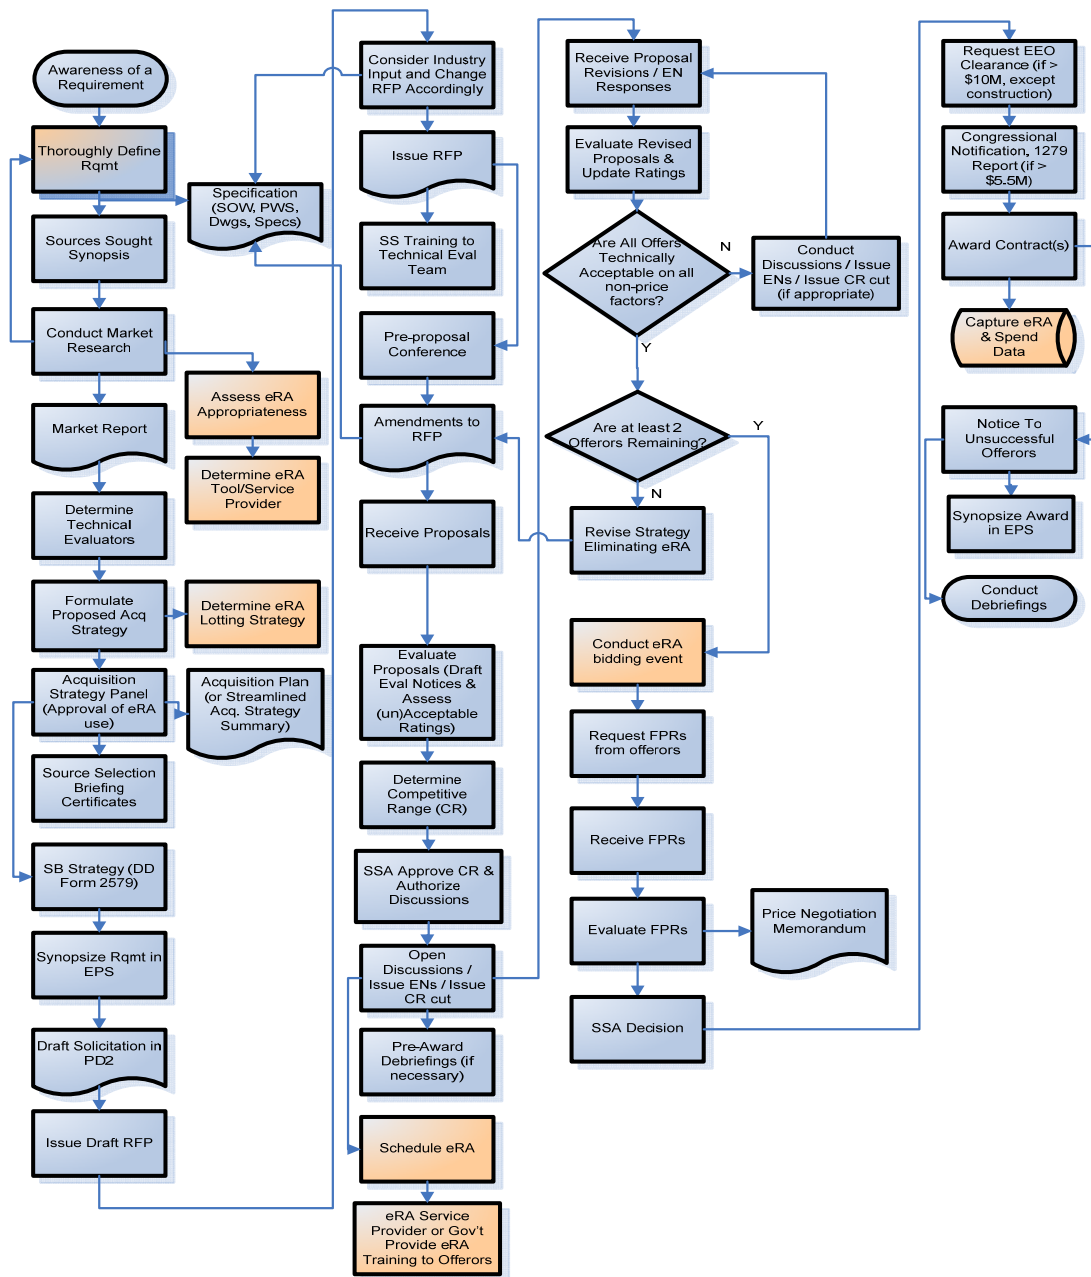 Awareness of a
Requirement
Thoroughly Define
Rqmt
Sources Sought
Synopsis
Conduct Market
Research
Market Report
Determine
Technical
Evaluators
Formulate
Proposed Acq
Strategy
Acquisition
Strategy Panel
(Approval of eRA
use)
Source Selection
Briefing
Certificates
SB Strategy (DD
Form 2579)
Synopsize Rqmt in
EPS
Draft Solicitation in
PD2
Issue Draft RFP
Specification
(SOW, PWS,
Dwgs, Specs)
Assess eRA
Appropriateness
Determine eRA
Tool/Service
Provider
Determine eRA
Lotting Strategy
Acquisition Plan
(or Streamlined
Acq. Strategy
Summary)
Consider Industry
Input and Change
RFP Accordingly
Issue RFP
SS Training to
Technical Eval
Team
Pre-proposal
Conference
Amendments to
RFP
Receive Proposals
Evaluate
Proposals (Draft
Eval Notices &
Assess
(un)Acceptable
Ratings)
Determine
Competitive
Range (CR)
SSA Approve CR &
Authorize
Discussions
Open
Discussions /
Issue ENs / Issue
CR cut
Pre-Award
Debriefings (if
necessary)
Schedule eRA
eRA Service
Provider or Gov't
Provide eRA
Training to Offerors
Receive Proposal
Revisions / EN
Responses
Evaluate Revised
Proposals &
Update Ratings
Are All Offers
Technically
Acceptable on all
non-price
factors?
N
Y
Conduct
Discussions / Issue
ENs / Issue CR cut
(if appropriate)
Are at least 2
Offerors Remaining?
Y
N
Revise Strategy
Eliminating eRA
Conduct eRA
bidding event
Request FPRs
from offerors
Receive FPRs
Evaluate FPRs
Price Negotiation
Memorandum
SSA Decision
Request EEO
Clearance (if >
$10M, except
construction)
Congressional
Notification, 1279
Report (if >
$5.5M)
Award Contract(s)
Capture eRA
& Spend
Data
Notice To
Unsuccessful
Offerors
Synopsize Award
in EPS
Conduct
Debriefings